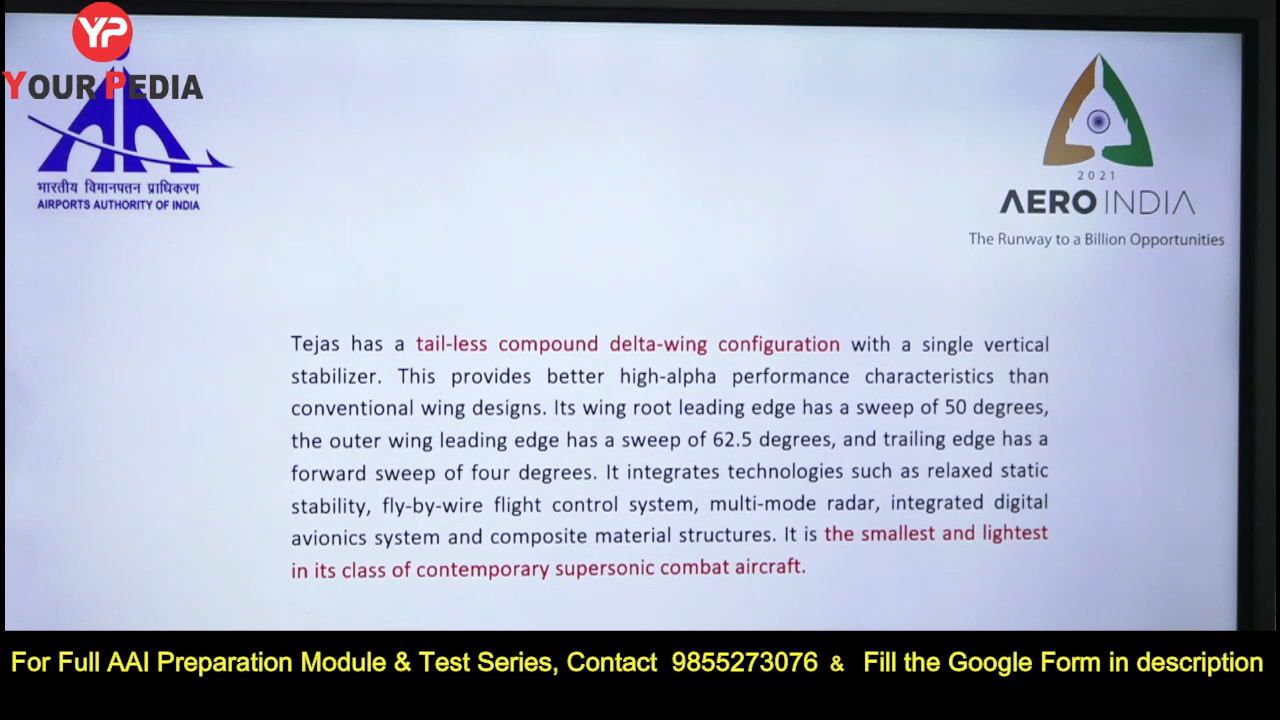 YP
YOUR PEDIA
भारतीय विमानपत्तन प्राधिकरण
AIRPORTS AUTHORITY OF INDIA
2021
AERO INDIA
The Runway to a Billion Opportunities
Tejas has a tail-less compound delta-wing configuration with a single vertical
stabilizer. This provides better high-alpha performance characteristics than
conventional wing designs. Its wing root leading edge has a sweep of 50 degrees,
the outer wing leading edge has a sweep of 62.5 degrees, and trailing edge has a
forward sweep of four degrees. It integrates technologies such as relaxed static
stability, fly-by-wire flight control system, multi-mode radar, integrated digital
avionics system and composite material structures. It is the smallest and lightest
in its class of contemporary supersonic combat aircraft.
For Full AAI Preparation Module & Test Series, Contact 9855273076 & Fill the Google Form in description